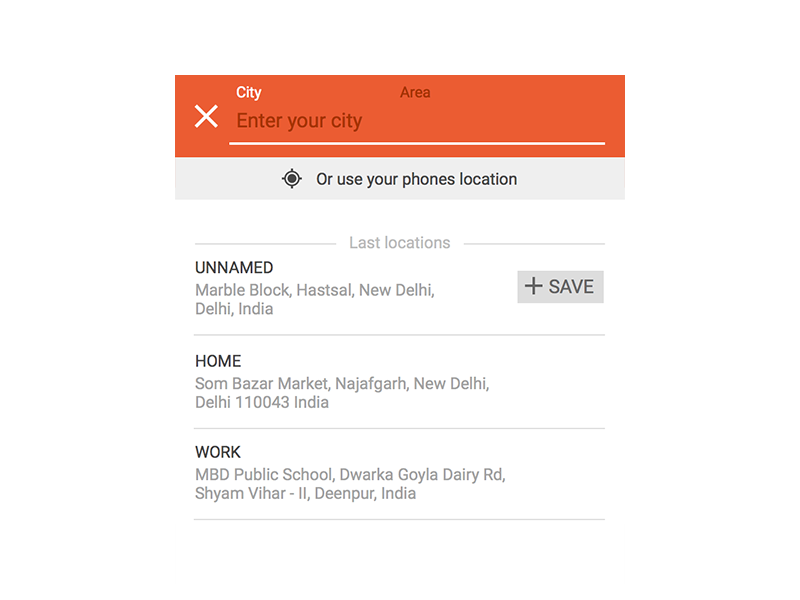 City Area
Enter your city
Or use your phones location
Last locations
UNNAMED
Marble Block, Hastsal, New Delhi,
Delhi, India
+ SAVE
HOME
Som Bazar Market, Najafgarh, New Delhi,
Delhi 110043 India
WORK
MBD Public School, Dwarka Goyla Dairy Rd,
Shyam Vihar - II, Deenpur, India